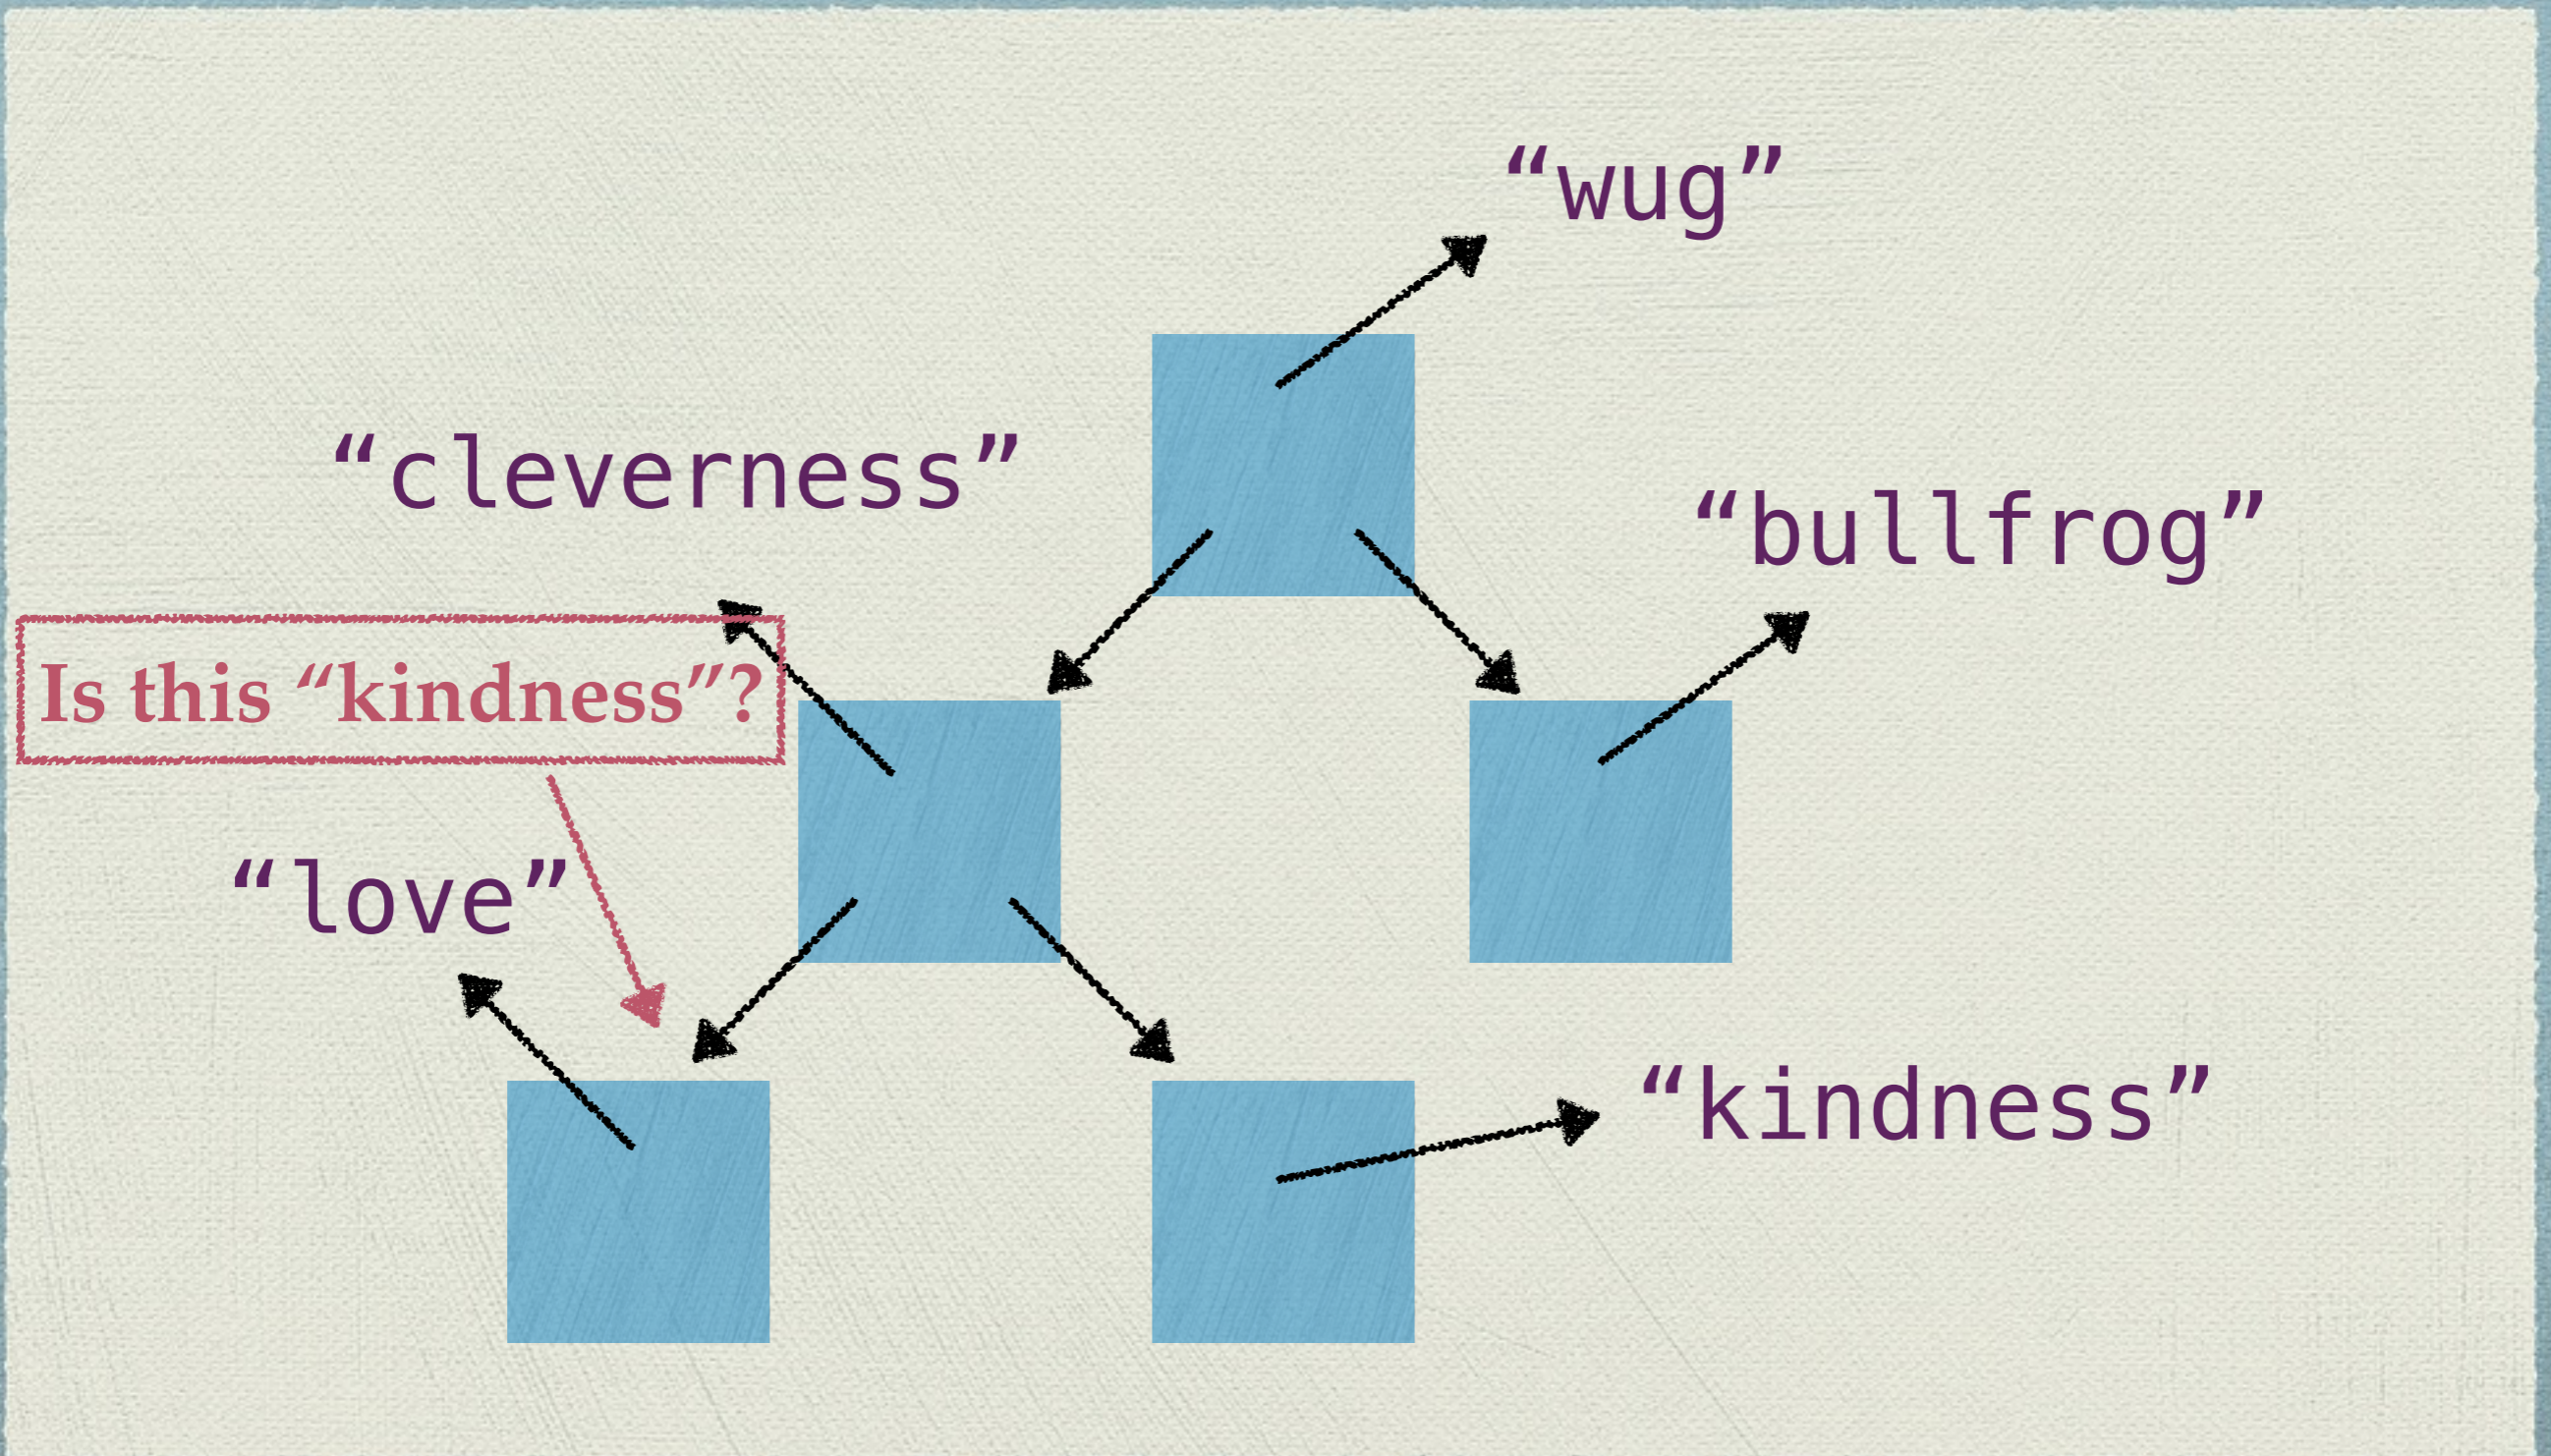 “wug”
“cleverness”
“bullfrog”
Is this “kindness”?
“love”
“kindness”